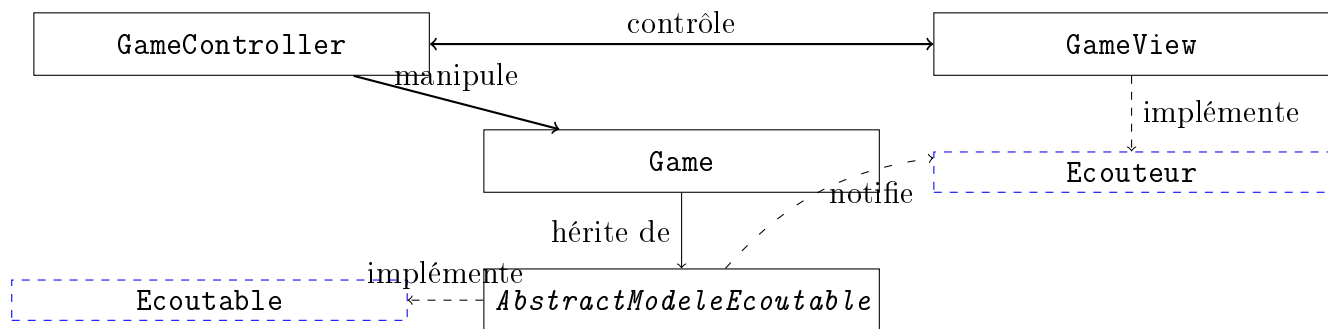 GameController
contrôle
GameView
manipule
implémente
Game
Ecouteur
notifie
hérite de
implémente
Ecoutable
AbstractModeleEcoutable